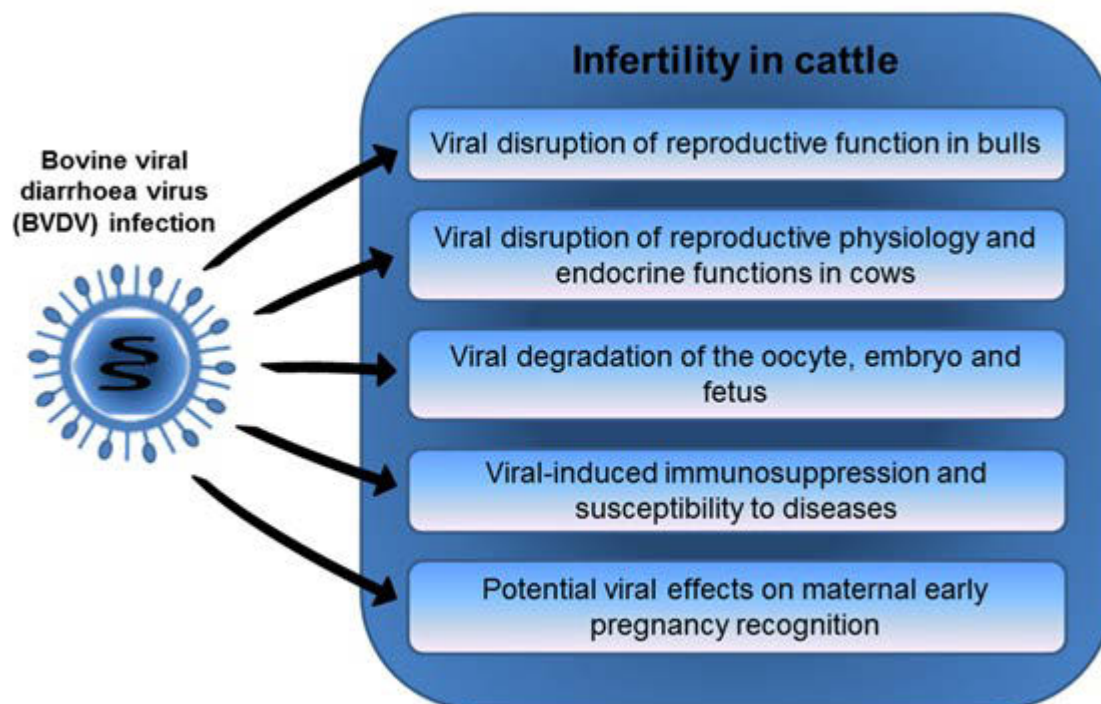 Infertility in cattle
Bovine viral
diarrhoea virus
(BVDV) infection
Viral disruption of reproductive function in bulls
Viral disruption of reproductive physiology and
endocrine functions in cows
Viral degradation of the oocyte, embryo and
fetus
Viral-induced immunosuppression and
susceptibility to diseases
Potential viral effects on maternal early
pregnancy recognition